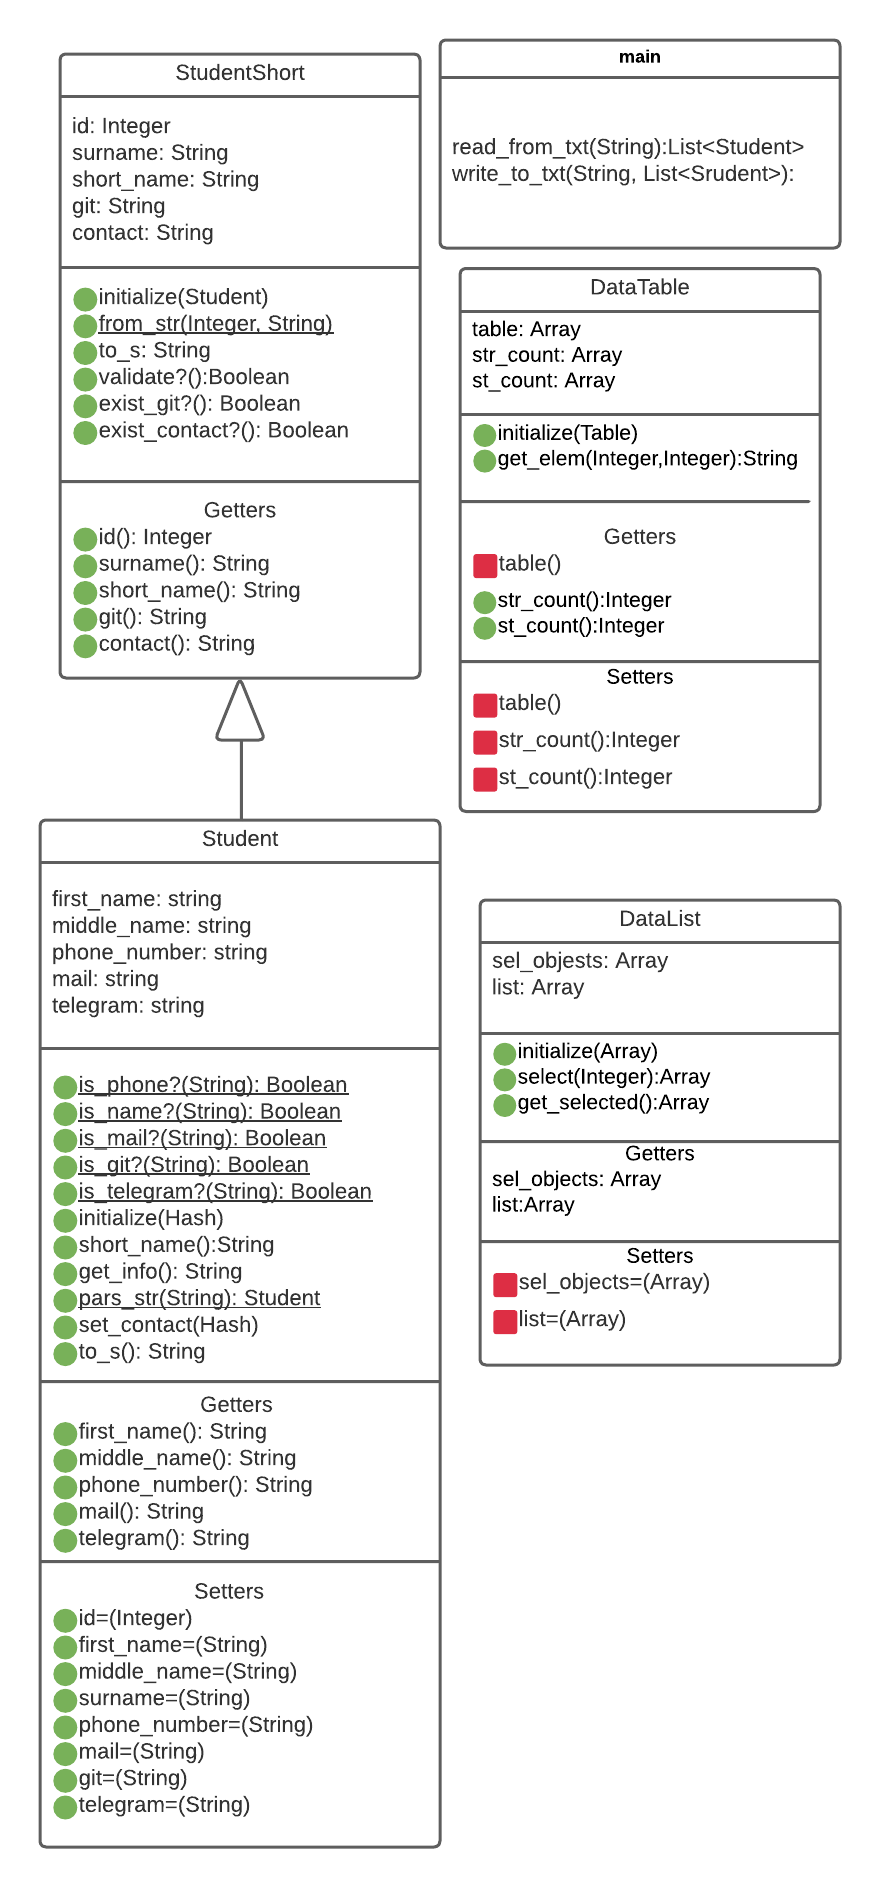 StudentShort
id: Integer
surname: String
short_name: String
git: String
contact: String
initialize(Student)
from_str(Integer, String)
to_s: String
validate?():Boolean
exist_git?(): Boolean
exist_contact?(): Boolean
Getters
id(): Integer
surname(): String
short_name(): String
git(): String
contact(): String
main
read_from_txt(String):List<Student>
write_to_txt(String, List<Srudent>):
DataTable
table: Array
str_count: Array
st_count: Array
initialize(Table)
get_elem(Integer,Integer):String
Getters
table()
str_count():Integer
st_count():Integer
Setters
table()
str_count():Integer
st_count():Integer
Student
first_name: string
middle_name: string
phone_number: string
mail: string
telegram: string
is_phone?(String): Boolean
is_name?(String): Boolean
is_mail?(String): Boolean
is_git?(String): Boolean
is_telegram?(String): Boolean
initialize(Hash)
short_name():String
get_info(): String
pars_str(String): Student
set_contact(Hash)
to_s(): String
Getters
first_name(): String
middle_name(): String
phone_number(): String
mail(): String
telegram(): String
Setters
id=(Integer)
first_name=(String)
middle_name=(String)
surname=(String)
phone_number=(String)
mail=(String)
git=(String)
telegram=(String)
DataList
sel_objests: Array
list: Array
initialize(Array)
select(Integer):Array
get_selected():Array
Getters
sel_objects: Array
list:Array
Setters
sel_objects=(Array)
list=(Array)